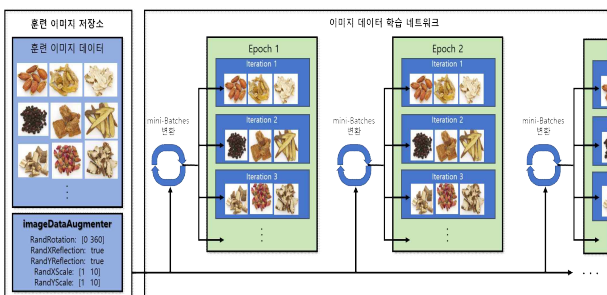 훈련 이미지 저장소
훈련 이미지 데이터
imageDataAugmenter
RandRotation: [0 360]
RandXReflection: true
RandYReflection: true
RandXScale: [1 10]
RandYScale: [1 10]
이미지 데이터 학습 네트워크
mini-Batches
변환
Epoch 1
Iteration 1
Iteration 2
Iteration 3
mini-Batches
변환
Epoch 2
Iteration 1
Iteration 2
Iteration 3
mini-Batches
변환